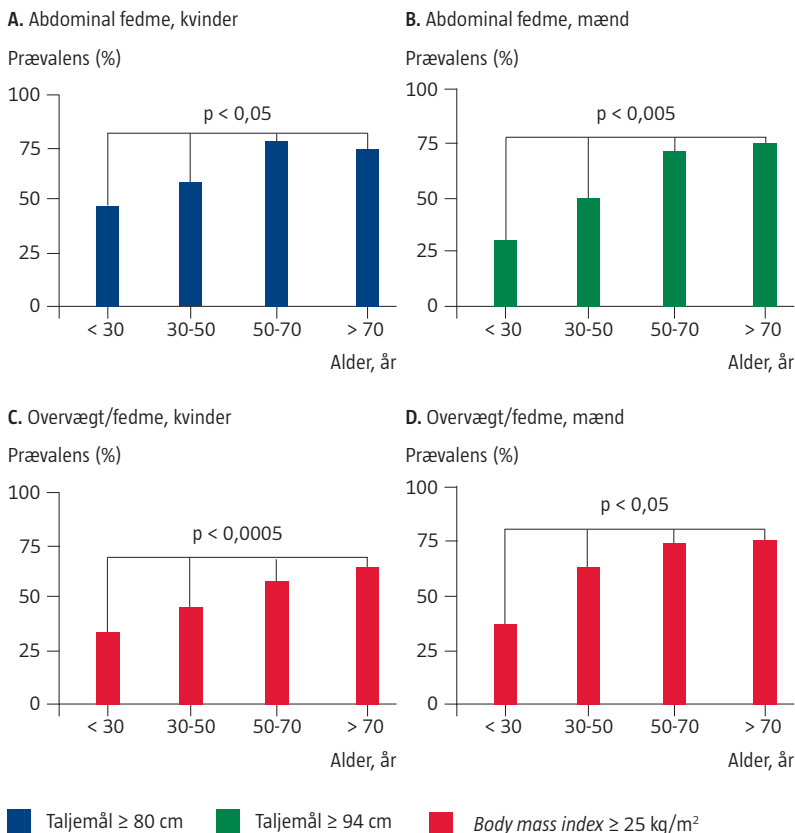 A. Abdominal fedme, kvinder
Prævalens (%)
100
75
50
25
0
p < 0,05
< 30 30-50 50-70 > 70
Alder, år
B. Abdominal fedme, mænd
Prævalens (%)
100
75
50
25
0
p < 0,005
< 30 30-50 50-70 > 70
Alder, år
C. Overvægt/fedme, kvinder
Prævalens (%)
100
75
50
25
0
p < 0,0005
< 30 30-50 50-70 > 70
Alder, år
D. Overvægt/fedme, mænd
Prævalens (%)
100
75
50
25
0
p < 0,05
< 30 30-50 50-70 > 70
Alder, år
Taljemål ≥ 80 cm Taljemål ≥ 94 cm Body mass index ≥ 25 kg/m²